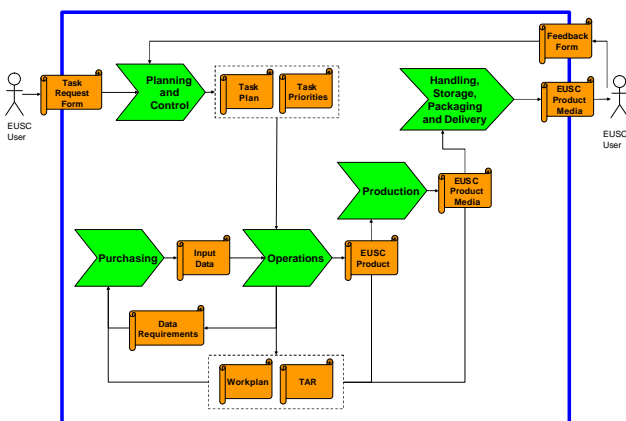 Feedback
Form
Task
Request
Form
Planning
and
Control
Task
Plan
Task
Priorities
Handling,
Storage,
Packaging
and Delivery
EUSC
Product
Media
EUSC
User
EUSC
User
Production
EUSC
Product
Media
Purchasing
Input
Data
Operations
EUSC
Product
Data
Requirements
Workplan
TAR